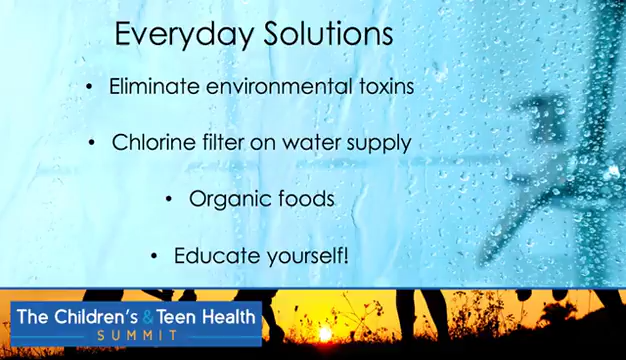 Everyday Solutions
• Eliminate environmental toxins
• Chlorine filter on water supply
• Organic foods
• Educate yourself!
The Children's & Teen Health
SUMMIT